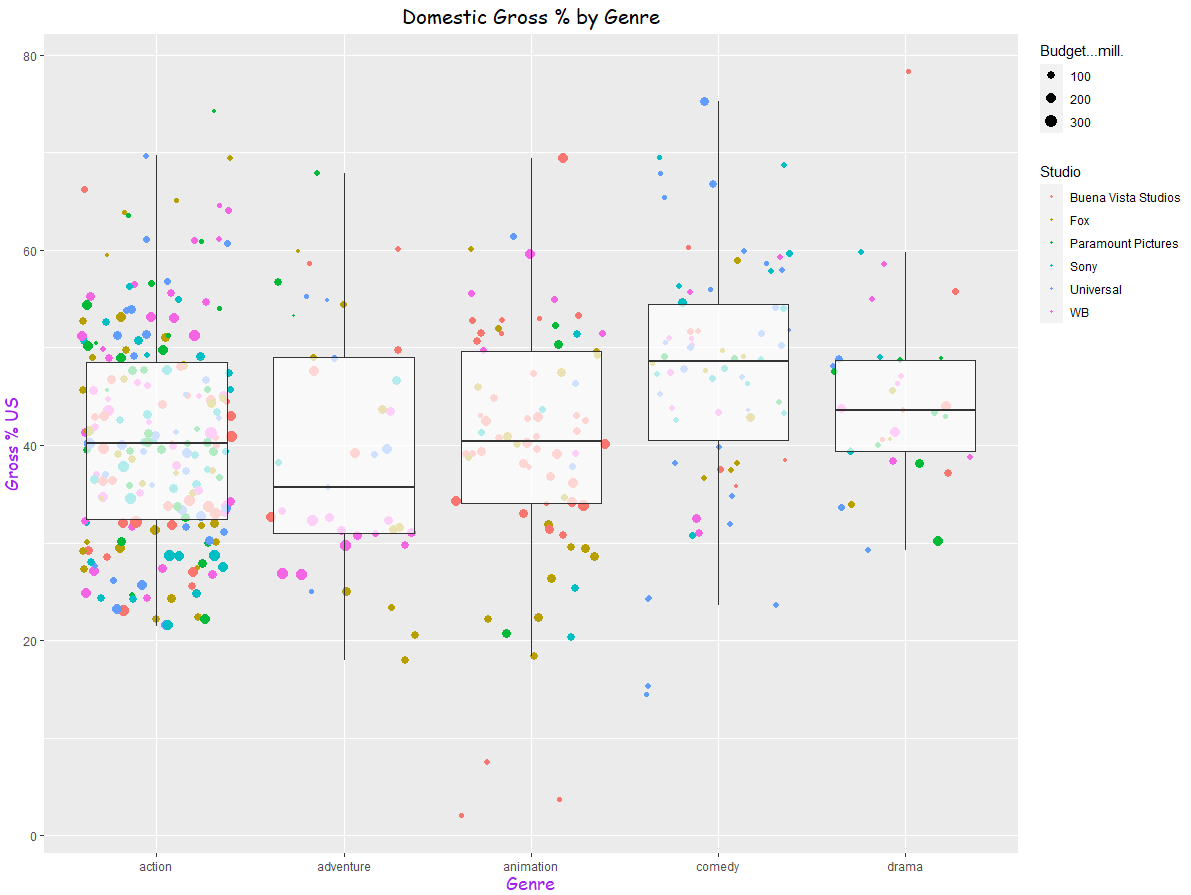 Domestic Gross % by Genre
Gross % US
80
60
40
20
0
action
adventure
animation
comedy
drama
Genre
Budget...mill.
100
200
300
Studio
Buena Vista Studios
Fox
Paramount Pictures
Sony
Universal
WB